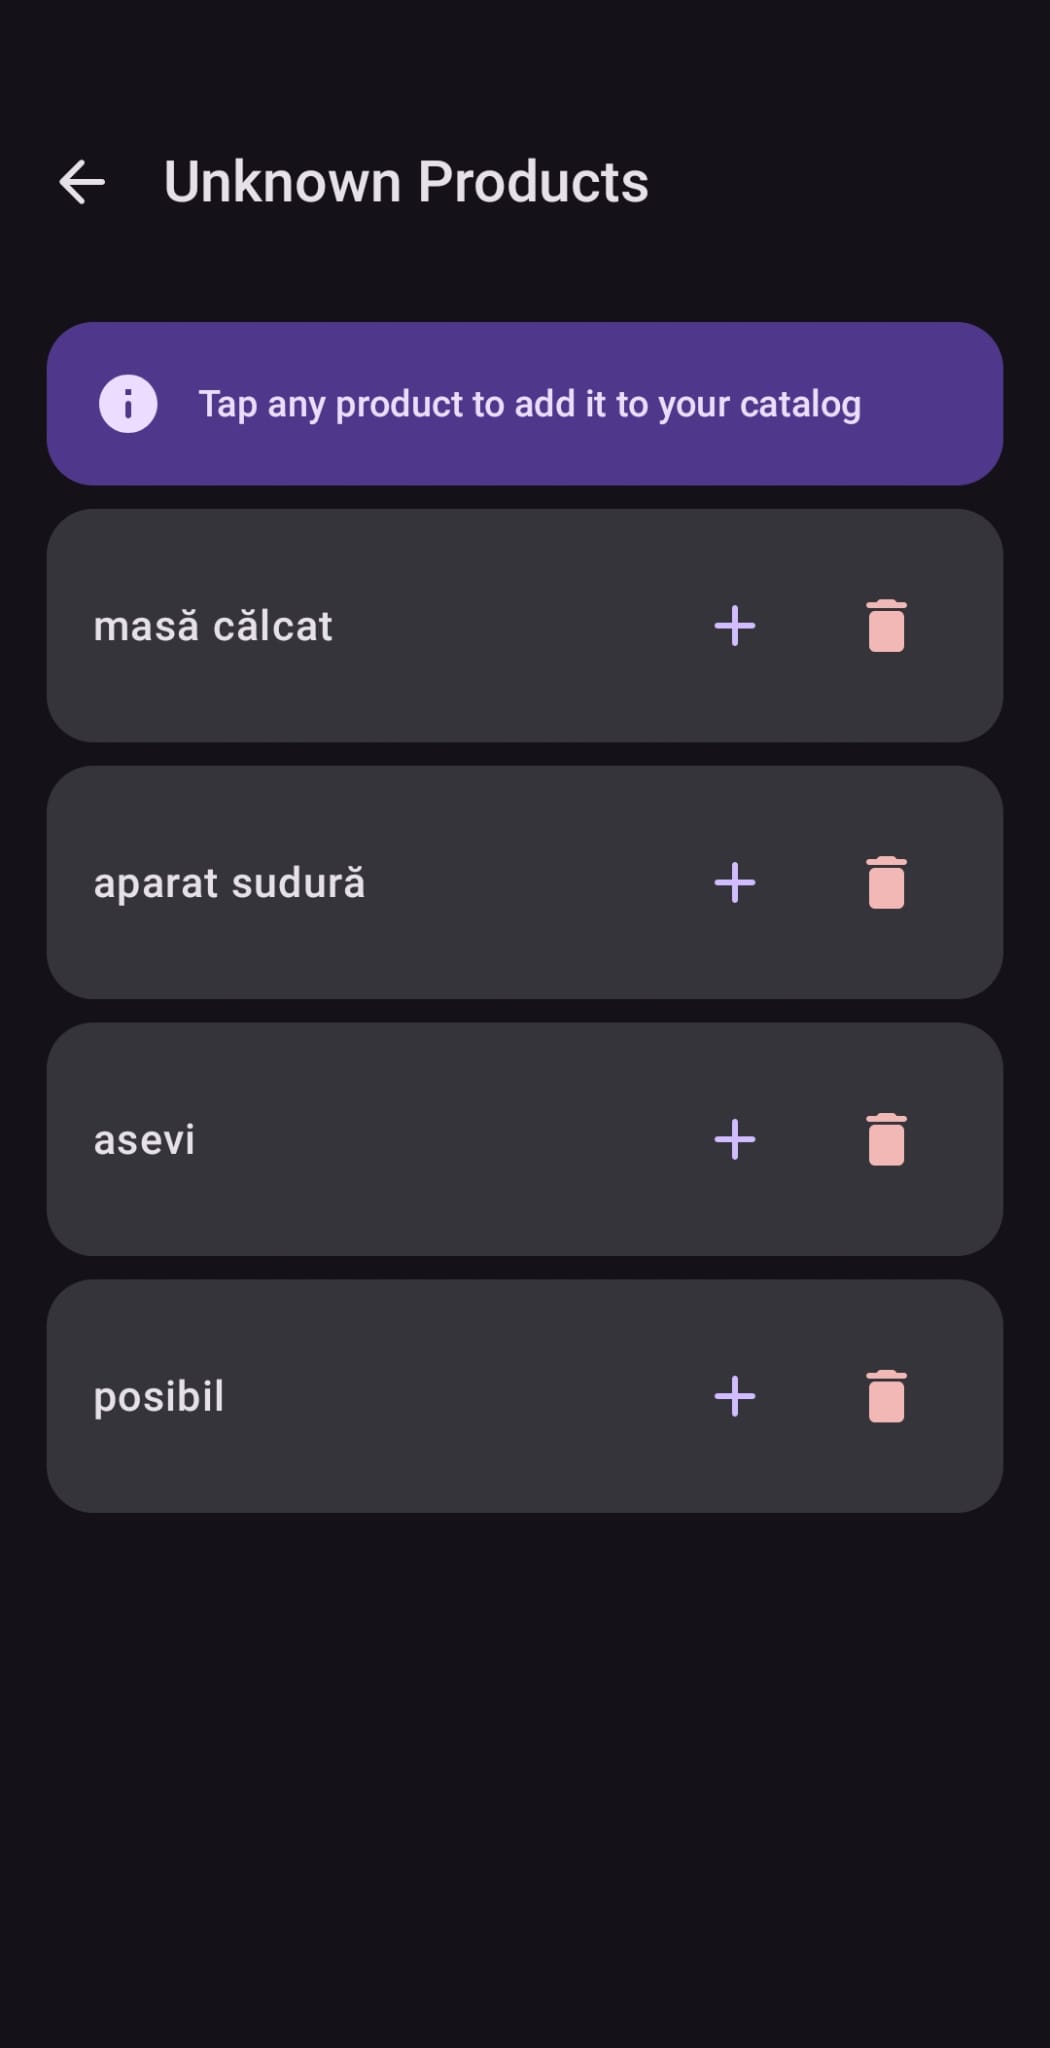 Unknown Products
Tap any product to add it to your catalog
masă călcat
aparat sudură
asevi
posibil